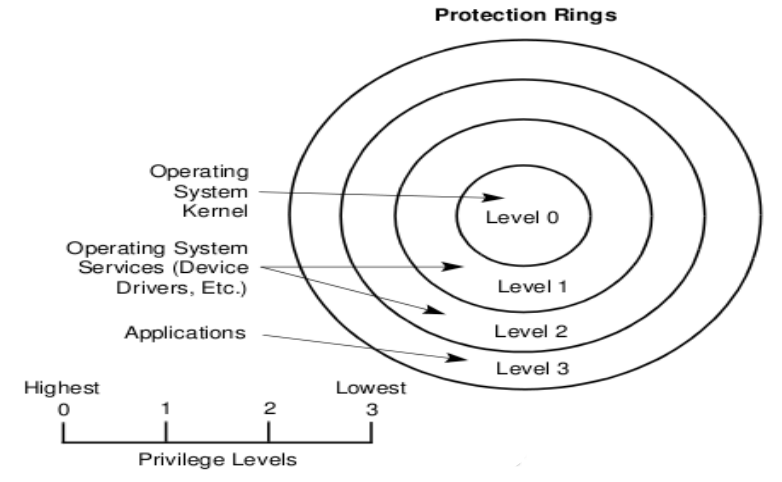 Protection Rings
Operating
System
Kernel
Level 0
Operating System
Services (Device
Drivers, Etc.)
Level 1
Level 2
Applications
Level 3
Highest
Lowest
0 1 2 3
Privilege Levels